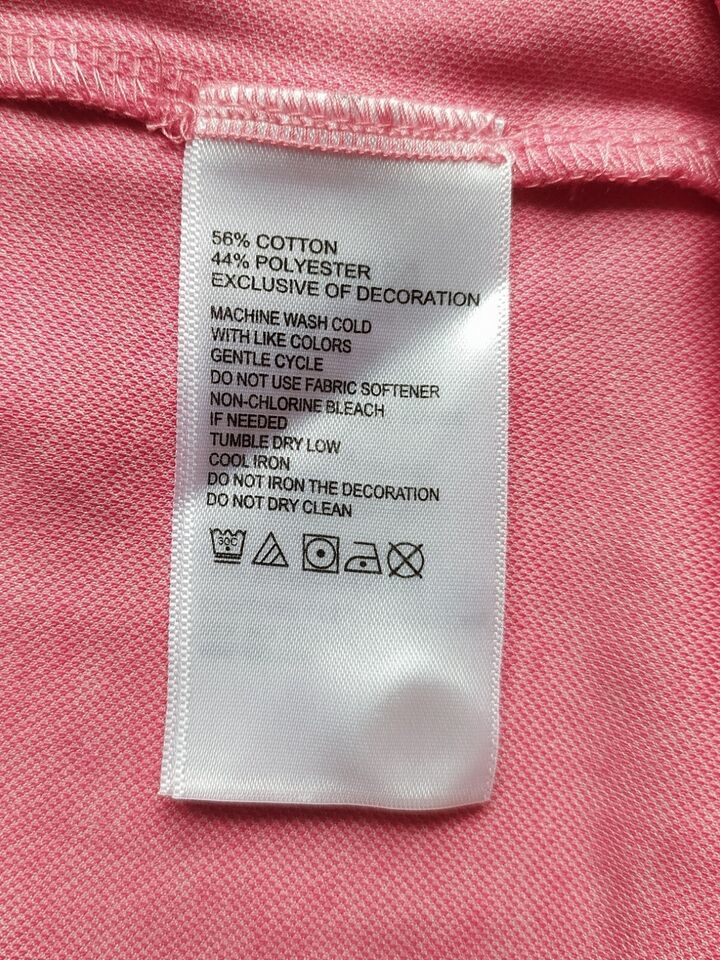 56% COTTON
44% POLYESTER
EXCLUSIVE OF DECORATION
MACHINE WASH COLD
WITH LIKE COLORS
GENTLE CYCLE
DO NOT USE FABRIC SOFTENER
NON-CHLORINE BLEACH
IF NEEDED
TUMBLE DRY LOW
COOL IRON
DO NOT IRON THE DECORATION
DO NOT DRY CLEAN
30C